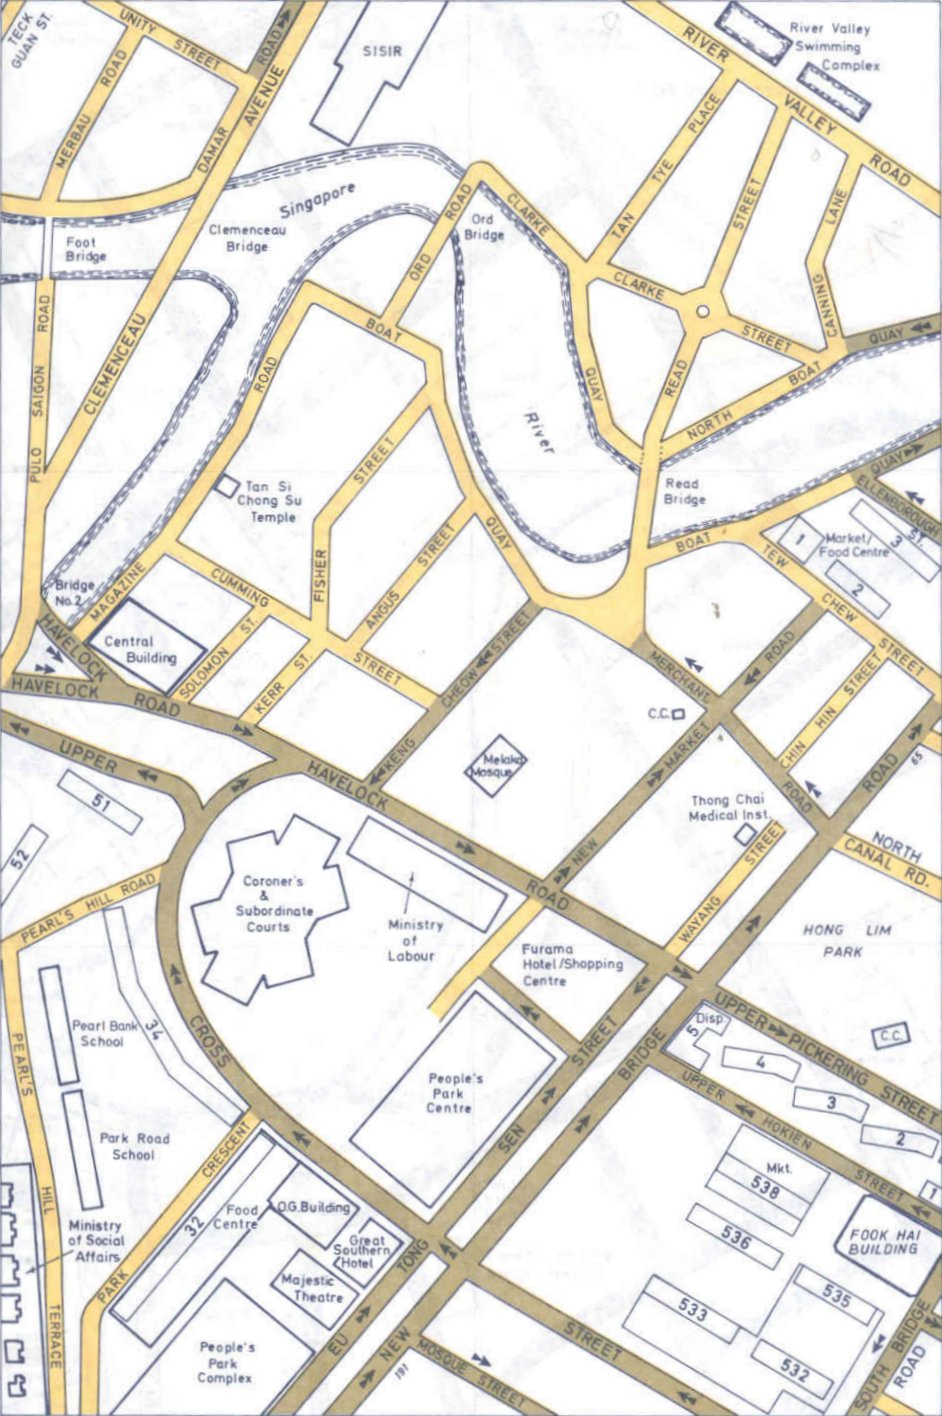 TECK
GUAN ST.
UNITY STREET
ROAD
MERBAU ROAD
DAMAR
AVENUE
SISIR
RIVER VALLEY ROAD
River Valley
Swimming
Complex
TAN TYE PLACE
STREET
CANNING LANE
Singapore
Clemenceau
Bridge
Foot
Bridge
ORD ROAD
Ord
Bridge
CLARKE
QUAY
CLARKE
STREET
READ
NORTH BOAT
QUAY
PULO SAIGON ROAD
CLEMENCEAU
BOAT
QUAY
ROAD
River
Read
Bridge
Tan Si
Chong Su
Temple
FISHER STREET
ANGUS STREET
BOAT
QUAY
ELLENBOROUGH
ST.
1
Market/
Food Centre
3
2
TEW CHEW STREET
Bridge
No.2
MAGAZINE
CUMMING
STREET
Central
Building
SOLOMON ST.
KERR ST.
HAVELOCK
HAVELOCK ROAD
KENG CHEOW STREET
MERCHANT
ROAD
ROAD
C.C.
NEW MARKET
CHIN HIN STREET
UPPER
51
52
HAVELOCK
ROAD
Melaka
Mosque
Thong Chai
Medical Inst.
ROAD
65
NORTH
CANAL RD.
WAYANG STREET
HONG LIM
PARK
PEARL'S HILL ROAD
Coroner's
&
Subordinate
Courts
Ministry
of
Labour
Furama
Hotel/Shopping
Centre
Pearl Bank
School
34
CROSS
People's
Park
Centre
Disp.
5
UPPER PICKERING STREET
C.C.
4
3
2
1
UPPER HOKIEN STREET
PEARL'S HILL TERRACE
Park Road
School
PARK CRESCENT
32
Food
Centre
O.G.Building
Great
Southern
Hotel
Majestic
Theatre
Ministry
of Social
Affairs
People's
Park
Complex
EU TONG SEN STREET
NEW BRIDGE
191
MOSQUE STREET
STREET
Mkt.
538
536
533
535
532
FOOK HAI
BUILDING
SOUTH BRIDGE
ROAD